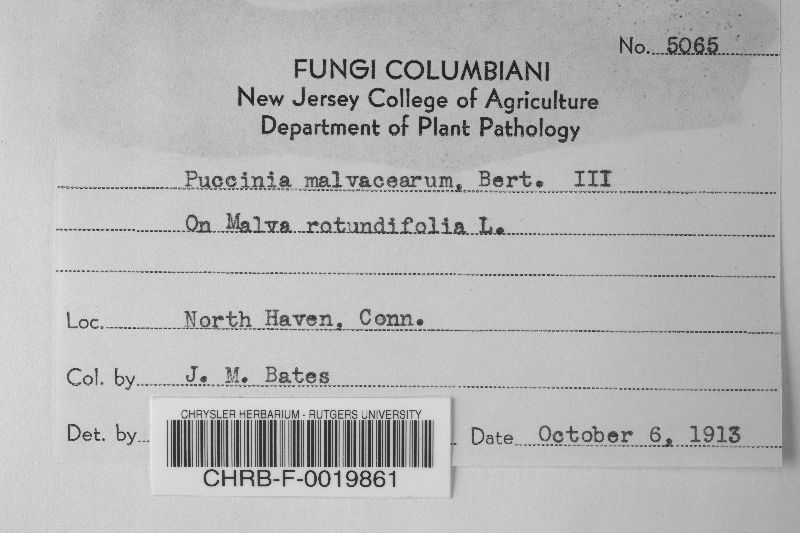 No. 5065
FUNGI COLUMBIANI
New Jersey College of Agriculture
Department of Plant Pathology
Puccinia malvacearum, Bert. III
On Malva rotundifolia L.
Loc. North Haven, Conn.
Col. by J. M. Bates
Det. by Date October 6, 1913
CHRYSLER HERBARIUM - RUTGERS UNIVERSITY
CHRB-F-0019861